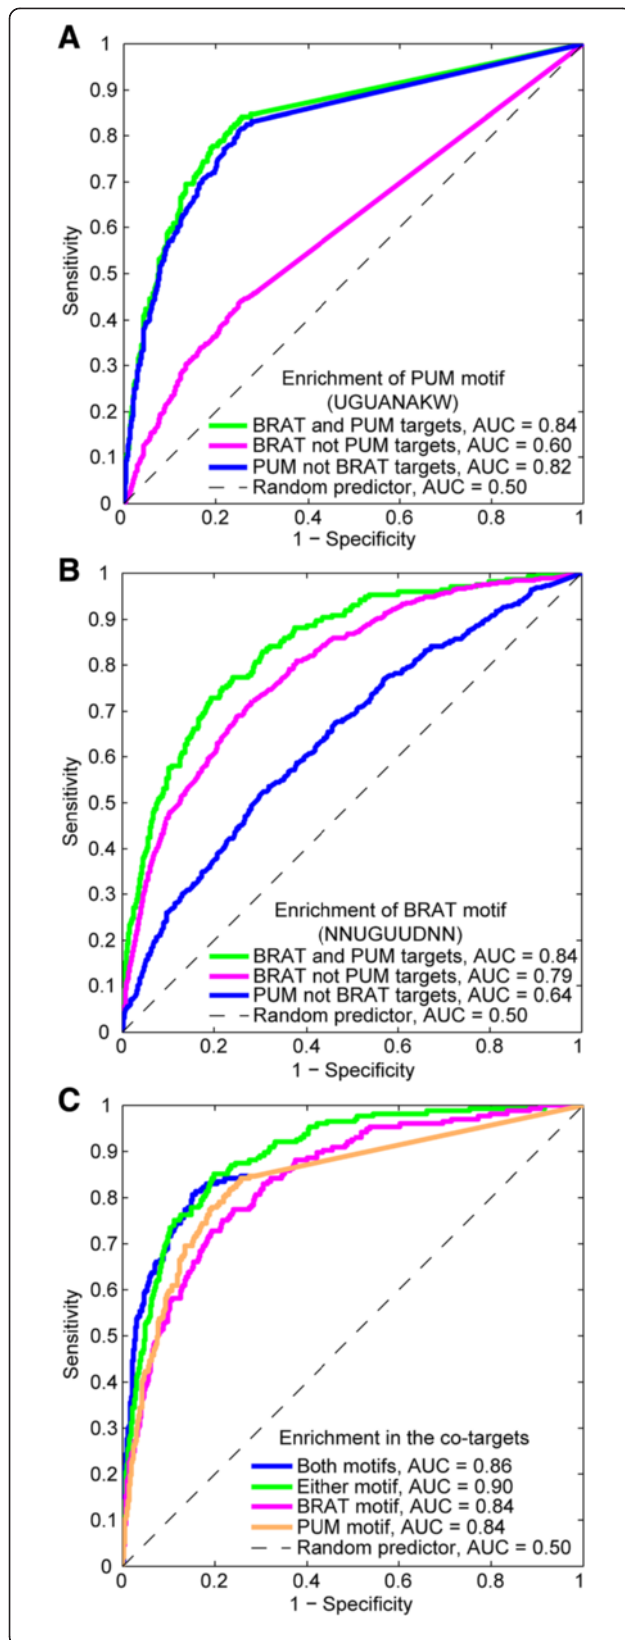 A
1
0.9
0.8
0.7
0.6
0.5
0.4
0.3
0.2
0.1
0
Sensitivity
Enrichment of PUM motif
(UGUANAKW)
BRAT and PUM targets, AUC = 0.84
BRAT not PUM targets, AUC = 0.60
PUM not BRAT targets, AUC = 0.82
Random predictor, AUC = 0.50
0 0.2 0.4 0.6 0.8 1
1 − Specificity
B
1
0.9
0.8
0.7
0.6
0.5
0.4
0.3
0.2
0.1
0
Sensitivity
Enrichment of BRAT motif
(NNUGUUDNN)
BRAT and PUM targets, AUC = 0.84
BRAT not PUM targets, AUC = 0.79
PUM not BRAT targets, AUC = 0.64
Random predictor, AUC = 0.50
0 0.2 0.4 0.6 0.8 1
1 − Specificity
C
1
0.9
0.8
0.7
0.6
0.5
0.4
0.3
0.2
0.1
0
Sensitivity
Enrichment in the co-targets
Both motifs, AUC = 0.86
Either motif, AUC = 0.90
BRAT motif, AUC = 0.84
PUM motif, AUC = 0.84
Random predictor, AUC = 0.50
0 0.2 0.4 0.6 0.8 1
1 − Specificity